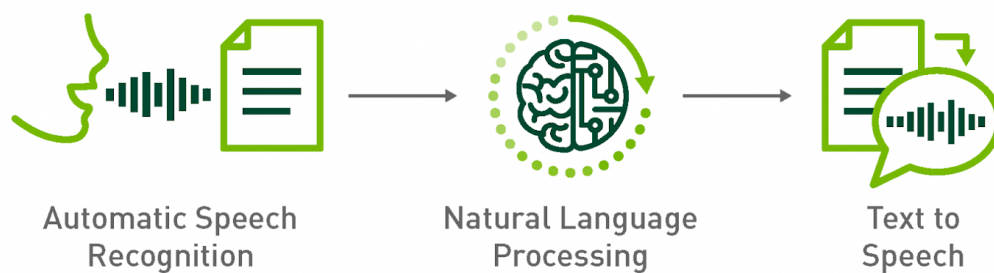 Automatic Speech
Recognition
Natural Language
Processing
Text to
Speech